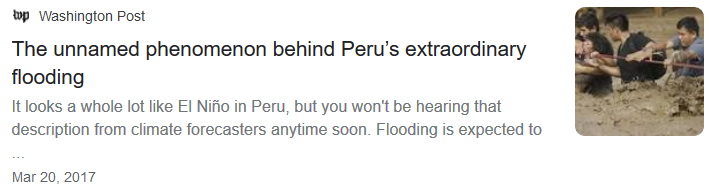 wp Washington Post
The unnamed phenomenon behind Peru's extraordinary
flooding
It looks a whole lot like El Niño in Peru, but you won't be hearing that
description from climate forecasters anytime soon. Flooding is expected to
...
Mar 20, 2017